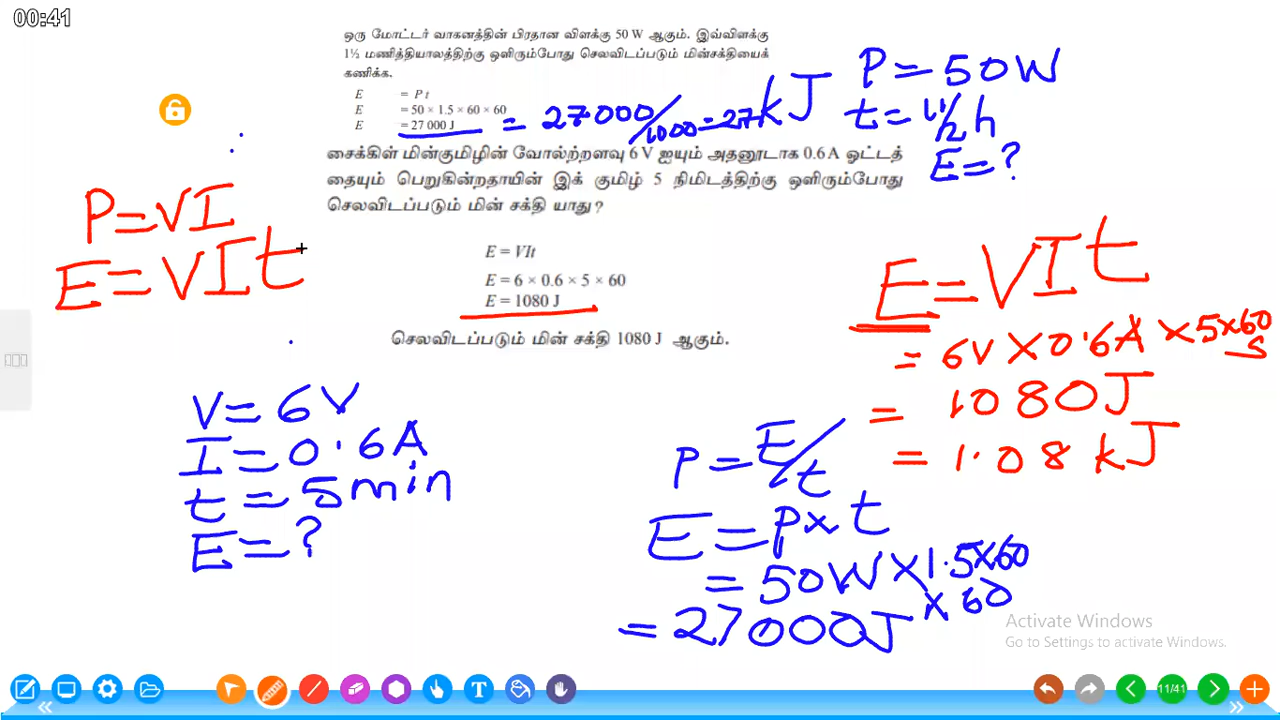 00:41
ஒரு மோட்டர் வாகனத்தின் பிரதான விளக்கு 50 W ஆகும். இவ்விளக்கு
1½ மணித்தியாலத்திற்கு ஒளிரும்போது செலவிடப்படும் மின்சக்தியைக்
கணிக்க.
E = P t
E = 50 × 1.5 × 60 × 60
E = 27 000 J
= 27000/1000 = 27kJ
P = 50W
t = 1 1/2 h
E = ?
சைக்கிள் மின்குமிழின் வோல்ற்றளவு 6 V ஐயும் அதனூடாக 0.6 A ஓட்டத்
தையும் பெறுகின்றதாயின் இக் குமிழ் 5 நிமிடத்திற்கு ஒளிரும்போது
செலவிடப்படும் மின் சக்தி யாது ?
P = VI
E = VIt
E = VIt
E = 6 × 0.6 × 5 × 60
E = 1080 J
செலவிடப்படும் மின் சக்தி 1080 J ஆகும்.
E = VIt
= 6V × 0.6A × 5×60 s
= 1080J
= 1.08 kJ
V = 6V
I = 0.6A
t = 5min
E = ?
P = E/t
E = P × t
= 50W × 1.5×60
× 60
= 27000J
Activate Windows
Go to Settings to activate Windows.
11/41